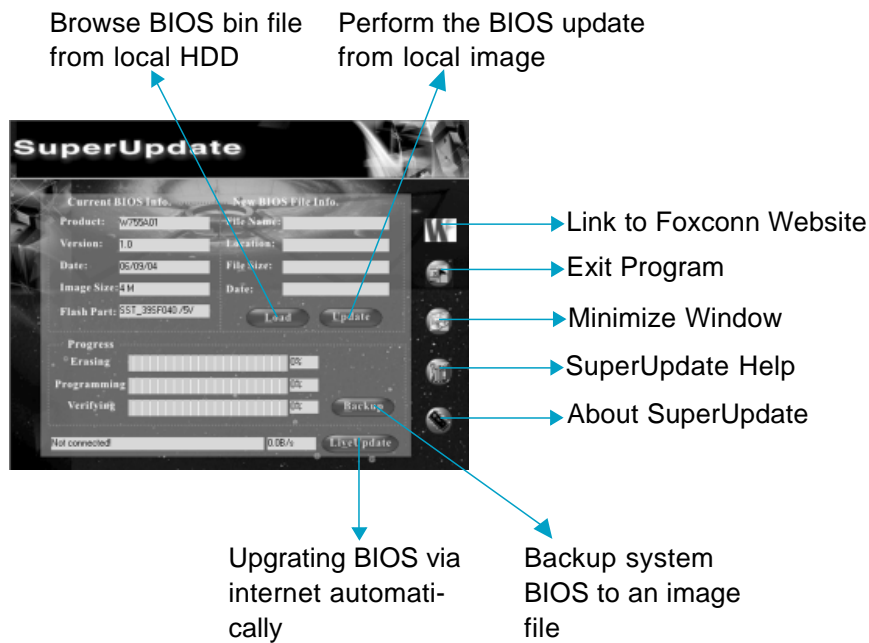 Browse BIOS bin file
from local HDD
Perform the BIOS update
from local image
SuperUpdate
Current BIOS Info.
New BIOS File Info.
Product: W755A01
File Name:
Version: 1.0
Location:
Date: 06/09/04
File Size:
Image Size: 4 M
Date:
Flash Part: SST_39SF040 /5V
Load
Update
Progress
Erasing 0%
Programming 0%
Verifying 0%
Backup
Not connected! 0.0B/s
LiveUpdate
Link to Foxconn Website
Exit Program
Minimize Window
SuperUpdate Help
About SuperUpdate
Upgrating BIOS via
internet automati-
cally
Backup system
BIOS to an image
file